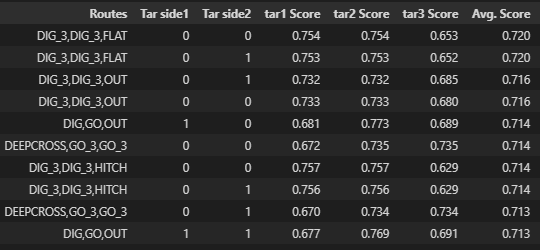 Routes Tar side1 Tar side2 tar1 Score tar2 Score tar3 Score Avg. Score
DIG_3,DIG_3,FLAT 0 0 0.754 0.754 0.653 0.720
DIG_3,DIG_3,FLAT 0 1 0.753 0.753 0.652 0.720
DIG_3,DIG_3,OUT 0 1 0.732 0.732 0.685 0.716
DIG_3,DIG_3,OUT 0 0 0.733 0.733 0.680 0.716
DIG,GO,OUT 1 0 0.681 0.773 0.689 0.714
DEEPCROSS,GO_3,GO_3 0 0 0.672 0.735 0.735 0.714
DIG_3,DIG_3,HITCH 0 0 0.757 0.757 0.629 0.714
DIG_3,DIG_3,HITCH 0 1 0.756 0.756 0.629 0.714
DEEPCROSS,GO_3,GO_3 0 1 0.670 0.734 0.734 0.713
DIG,GO,OUT 1 1 0.677 0.769 0.691 0.713